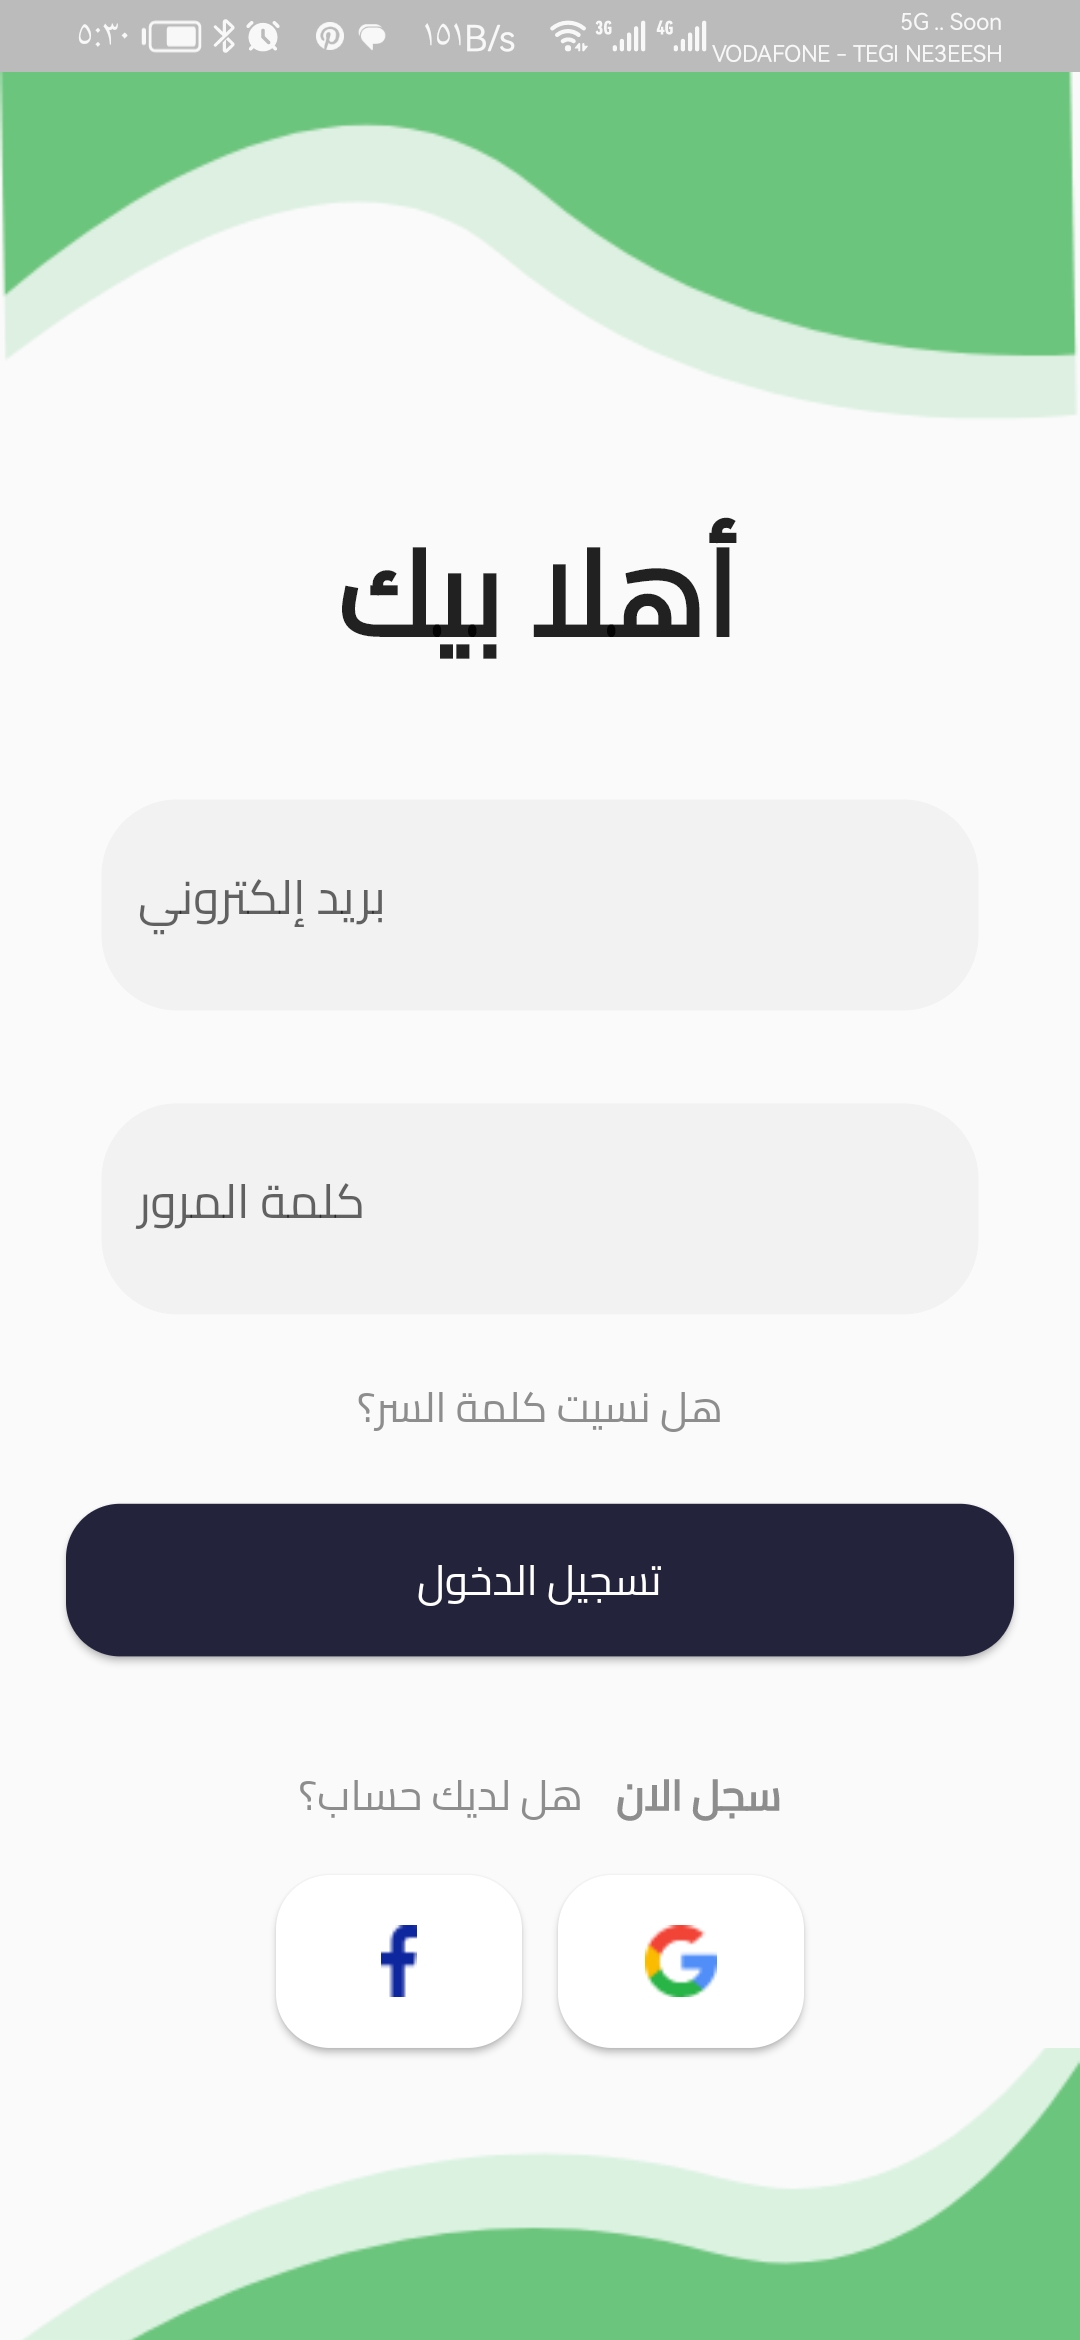 ٥:٣٠ ١٥١B/s 3G 4G 5G .. Soon
VODAFONE - TEGI NE3EESH
أهلا بيك
بريد إلكتروني
كلمة المرور
هل نسيت كلمة السر؟
تسجيل الدخول
سجل الان هل لديك حساب؟